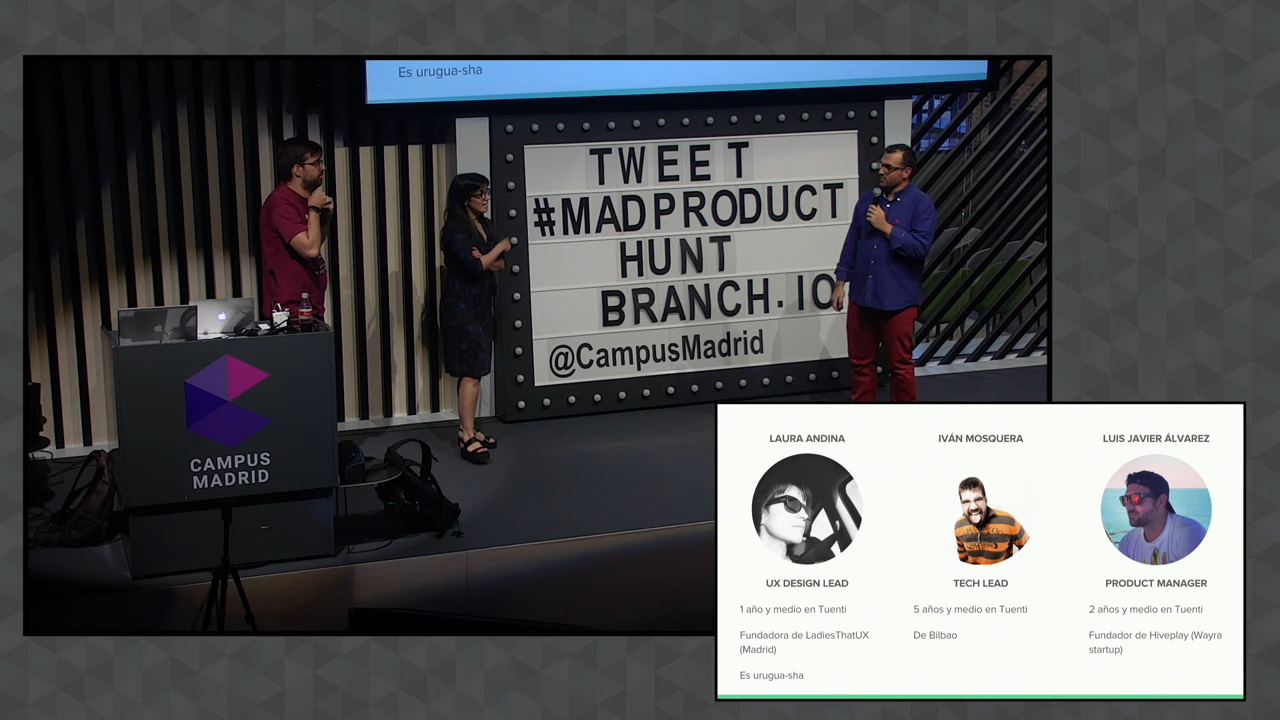 Es urugua-sha
TWEET
#MADPRODUCT
HUNT
BRANCH.IO
@CampusMadrid
CAMPUS
MADRID
LAURA ANDINA
UX DESIGN LEAD
1 año y medio en Tuenti
Fundadora de LadiesThatUX
(Madrid)
Es urugua-sha
IVÁN MOSQUERA
TECH LEAD
5 años y medio en Tuenti
De Bilbao
LUIS JAVIER ÁLVAREZ
PRODUCT MANAGER
2 años y medio en Tuenti
Fundador de Hiveplay (Wayra
startup)